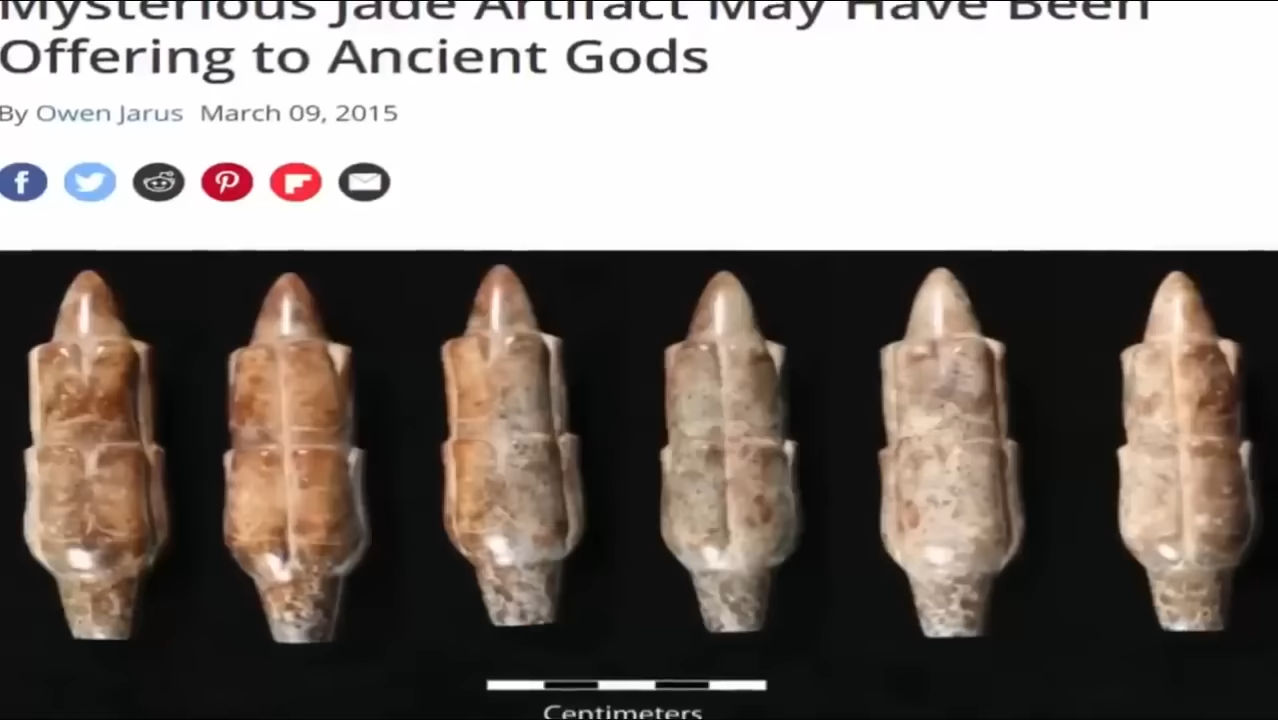 Mysterious Jade Artifact May Have Been
Offering to Ancient Gods
By Owen Jarus March 09, 2015
Centimeters